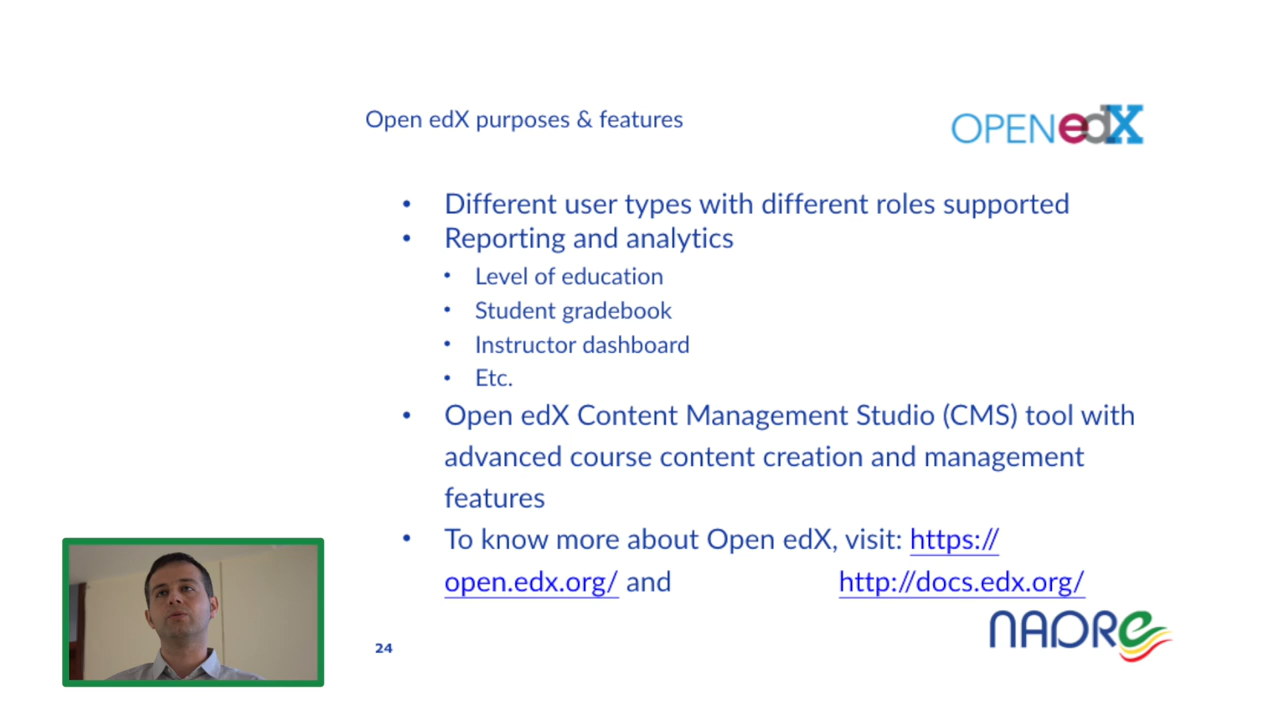 Open edX purposes & features
OPEN edX
• Different user types with different roles supported
• Reporting and analytics
• Level of education
• Student gradebook
• Instructor dashboard
• Etc.
• Open edX Content Management Studio (CMS) tool with
advanced course content creation and management
features
• To know more about Open edX, visit: https://
open.edx.org/ and http://docs.edx.org/
NADRe
24